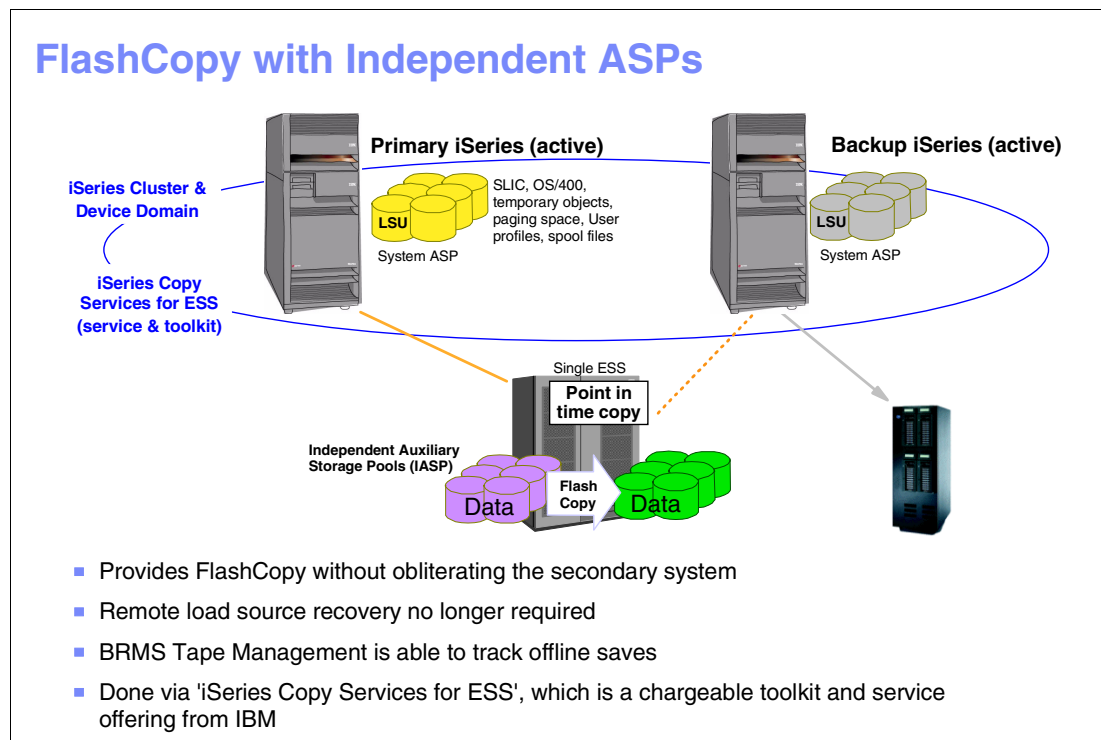 FlashCopy with Independent ASPs
Primary iSeries (active)
Backup iSeries (active)
iSeries Cluster &
Device Domain
SLIC, OS/400,
temporary objects,
paging space, User
profiles, spool files
LSU
System ASP
LSU
System ASP
iSeries Copy
Services for ESS
(service & toolkit)
Single ESS
Point in
time copy
Independent Auxiliary
Storage Pools (IASP)
Data
Flash
Copy
Data
Provides FlashCopy without obliterating the secondary system
Remote load source recovery no longer required
BRMS Tape Management is able to track offline saves
Done via 'iSeries Copy Services for ESS', which is a chargeable toolkit and service
offering from IBM